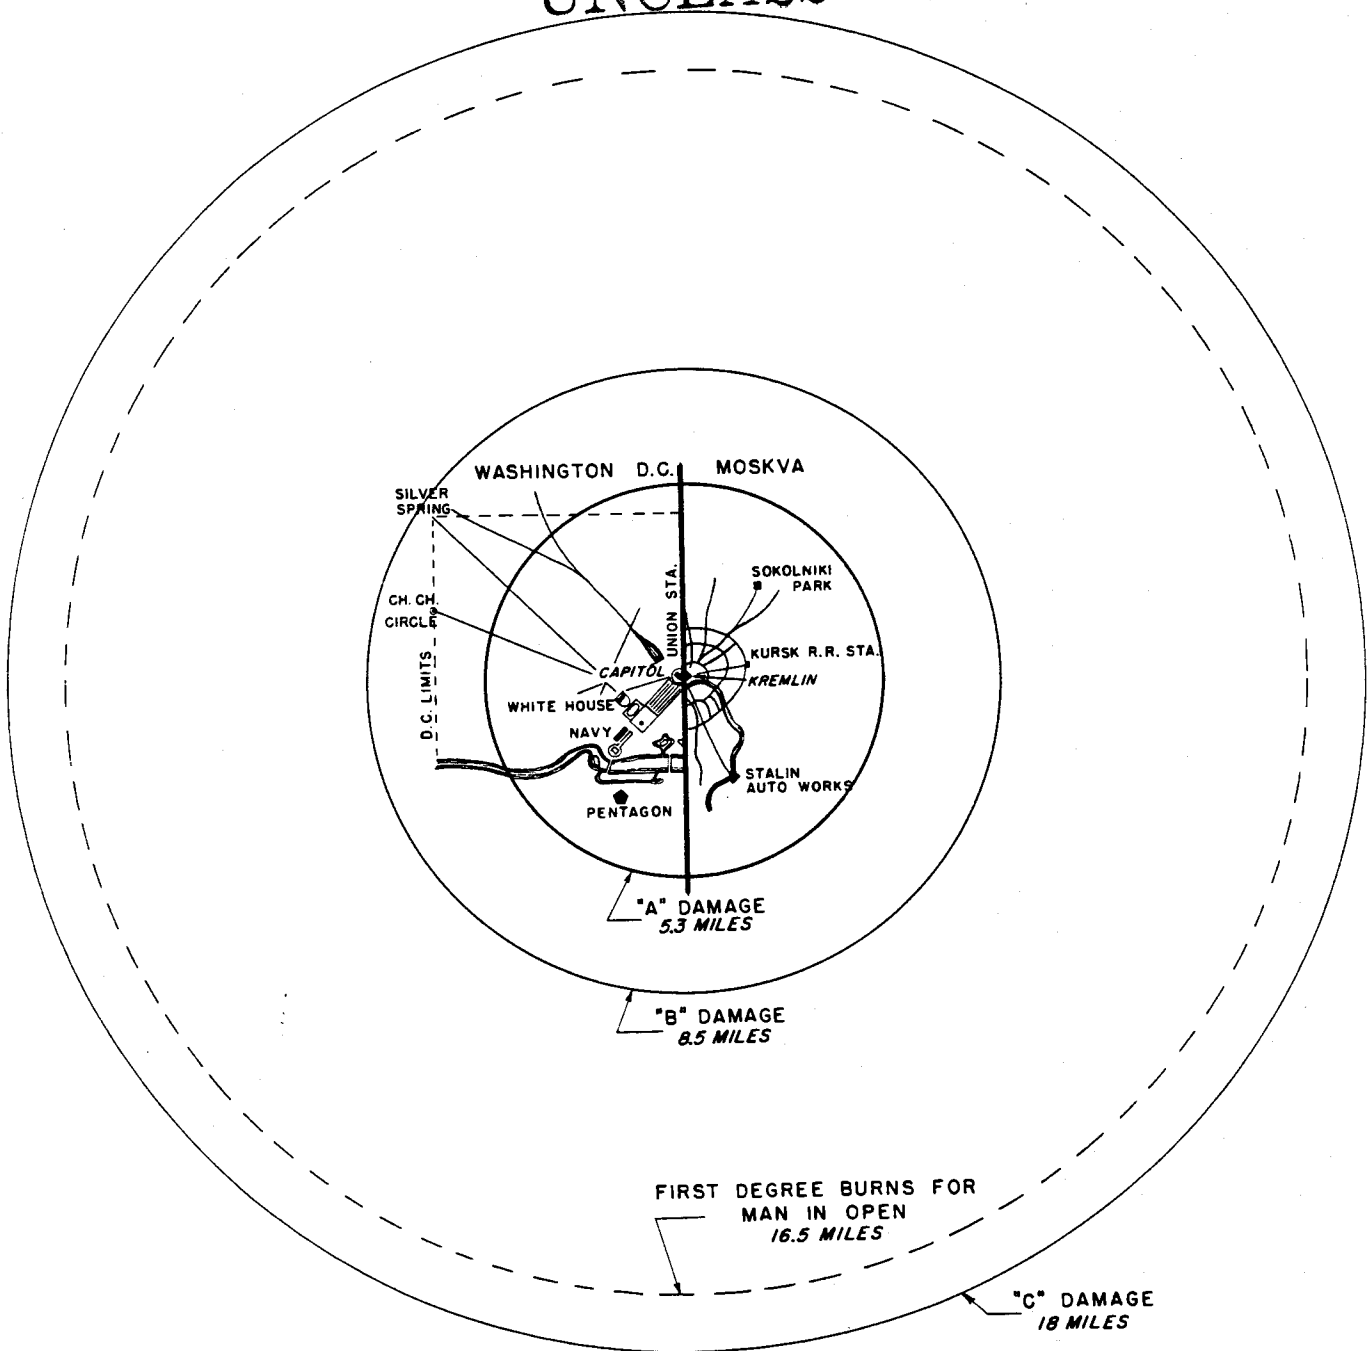 WASHINGTON D.C.
MOSKVA
SILVER
SPRING
SOKOLNIKI
PARK
UNION STA.
CH. CH.
CIRCLE
KURSK R.R. STA.
CAPITOL
KREMLIN
D.C. LIMITS
WHITE HOUSE
NAVY
STALIN
AUTO WORKS
PENTAGON
"A" DAMAGE
5.3 MILES
"B" DAMAGE
8.5 MILES
FIRST DEGREE BURNS FOR
MAN IN OPEN
16.5 MILES
"C" DAMAGE
18 MILES